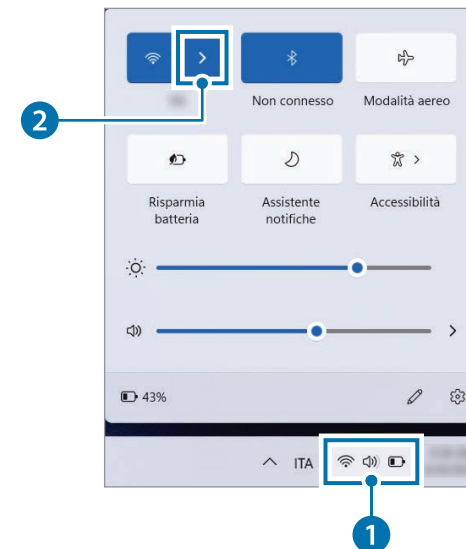 2
Non connesso
Modalità aereo
Risparmia
batteria
Assistente
notifiche
Accessibilità
43%
ITA
1